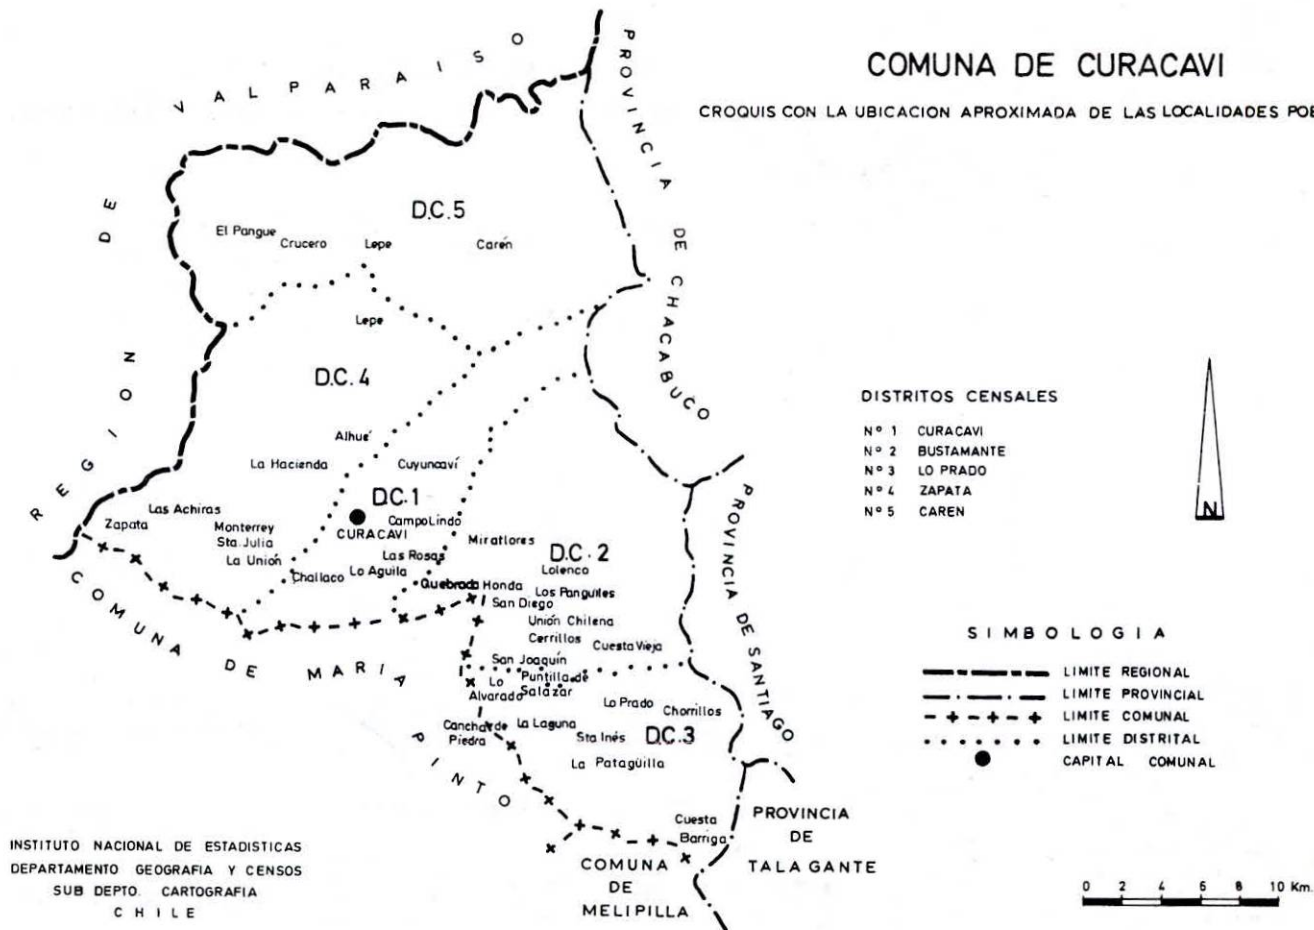 COMUNA DE CURACAVI
CROQUIS CON LA UBICACION APROXIMADA DE LAS LOCALIDADES
REGION DE VALPARAISO
PROVINCIA DE CHACABUCO
D.C. 5
El Pangue
Crucero
Lepe
Carén
Lepe
D.C. 4
Alhué
La Hacienda
Cuyuncaví
D.C. 1
Las Achiras
Zapata
Monterrey
Sta. Julia
La Unión
CURACAVI
Campo Lindo
Las Rosas
Lo Aguila
Challaco
Miraflores
D.C. 2
Lolenco
Quebrada Honda
Los Panguiles
San Diego
Unión Chilena
Cerrillos
Cuesta Vieja
San Joaquín
Puntilla de
Salazar
Lo
Alvarado
Lo Prado
Chorrillos
Cancha de
Piedra
La Laguna
Sta. Inés
D.C. 3
La Patagüilla
Cuesta
Barriga
COMUNA DE MARIA PINTO
PROVINCIA DE SANTIAGO
PROVINCIA
DE
TALAGANTE
COMUNA
DE
MELIPILLA
DISTRITOS CENSALES
Nº 1 CURACAVI
Nº 2 BUSTAMANTE
Nº 3 LO PRADO
Nº 4 ZAPATA
Nº 5 CAREN
N
SIMBOLOGIA
LIMITE REGIONAL
LIMITE PROVINCIAL
LIMITE COMUNAL
LIMITE DISTRITAL
CAPITAL COMUNAL
INSTITUTO NACIONAL DE ESTADISTICAS
DEPARTAMENTO GEOGRAFIA Y CENSOS
SUB DEPTO. CARTOGRAFIA
CHILE
0 2 4 6 8 10 Km.